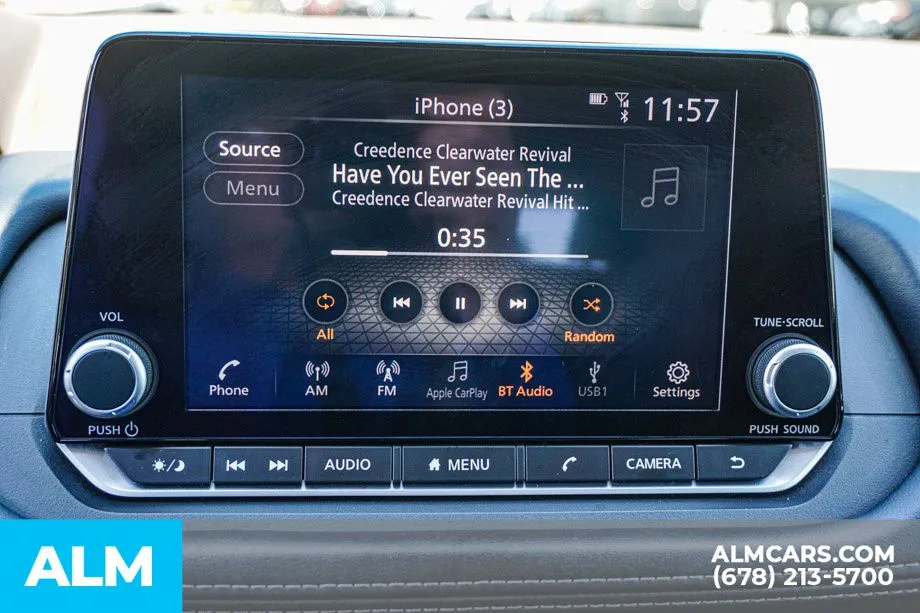 iPhone (3)
11:57
Source
Menu
Creedence Clearwater Revival
Have You Ever Seen The ...
Creedence Clearwater Revival Hit ...
0:35
All
Random
VOL
TUNE·SCROLL
Phone
AM
FM
Apple CarPlay
BT Audio
USB1
Settings
PUSH
PUSH SOUND
AUDIO
MENU
CAMERA
ALM
ALMCARS.COM
(678) 213-5700